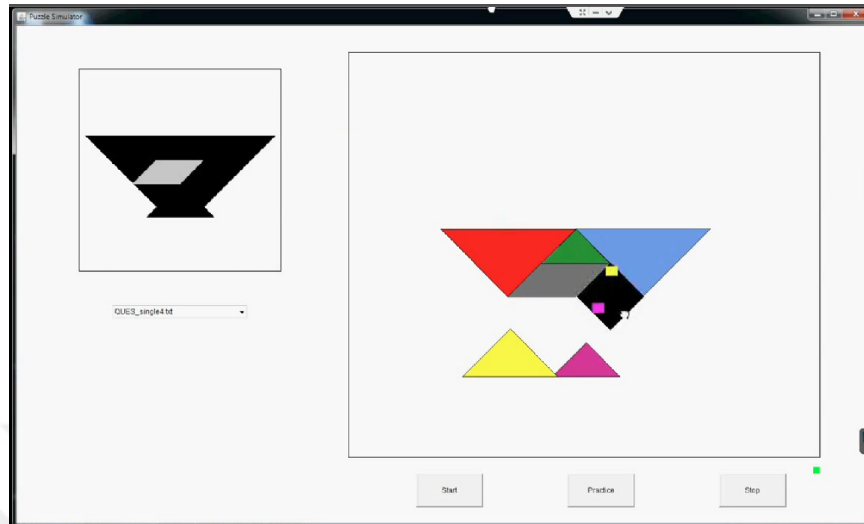 Puzzle Simulator
QUES_single4.txt
Start
Practice
Stop